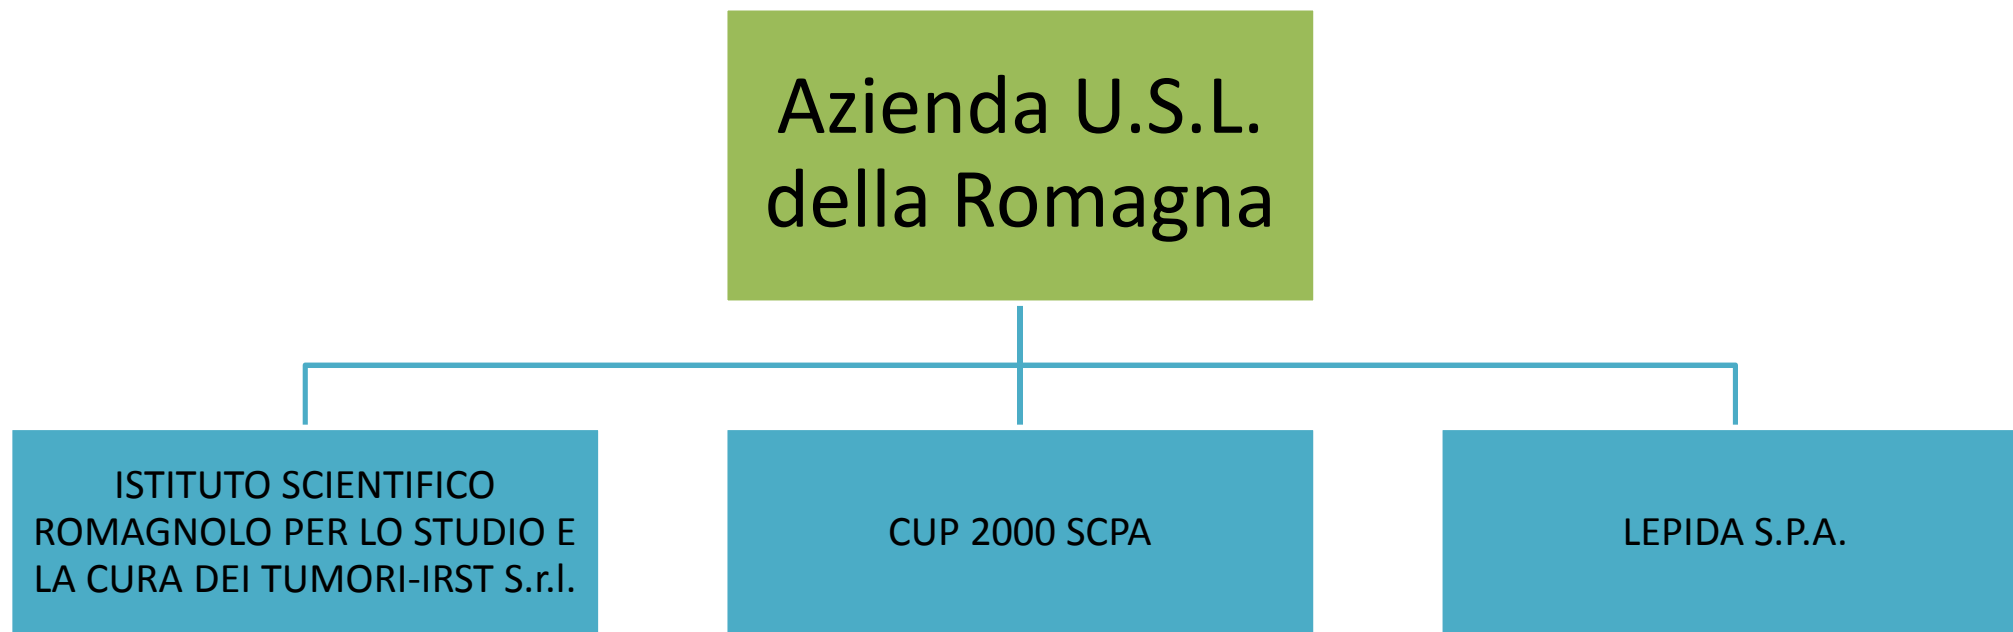 Azienda U.S.L.
della Romagna
ISTITUTO SCIENTIFICO
ROMAGNOLO PER LO STUDIO E
LA CURA DEI TUMORI-IRST S.r.l.
CUP 2000 SCPA
LEPIDA S.P.A.